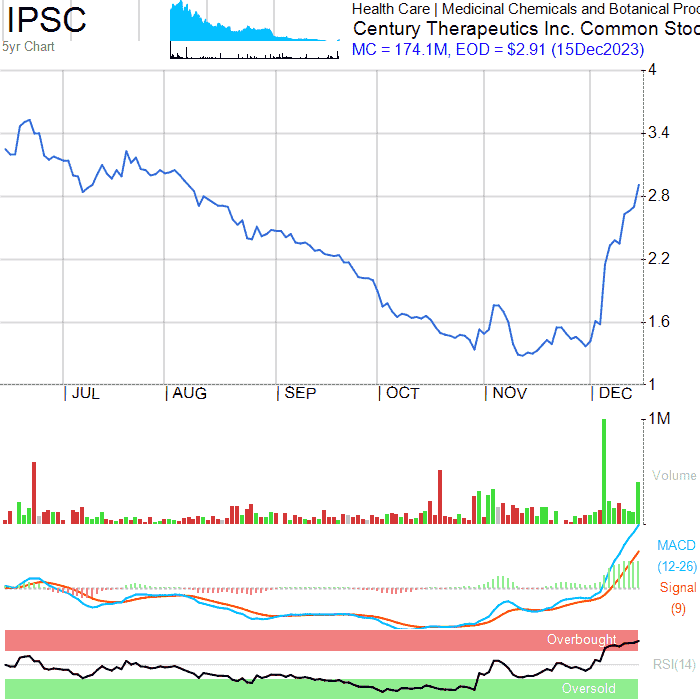 IPSC
5yr Chart
Health Care | Medicinal Chemicals and Botanical Proc
Century Therapeutics Inc. Common Stoc
MC = 174.1M, EOD = $2.91 (15Dec2023)
4
3.4
2.8
2.2
1.6
1
JUL AUG SEP OCT NOV DEC
1M
Volume
MACD
(12-26)
Signal
(9)
Overbought
RSI(14)
Oversold